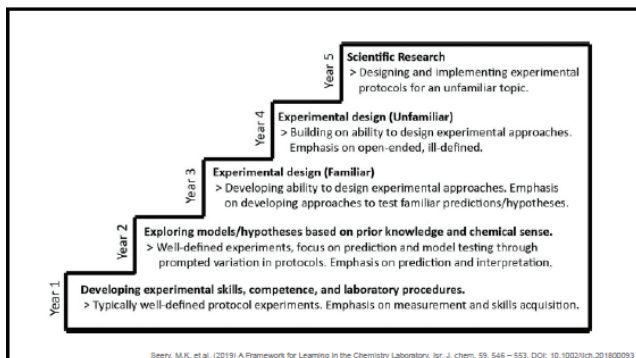 Year 5
Scientific Research
> Designing and implementing experimental
protocols for an unfamiliar topic.
Year 4
Experimental design (Unfamiliar)
> Building on ability to design experimental approaches.
Emphasis on open-ended, ill-defined.
Year 3
Experimental design (Familiar)
> Developing ability to design experimental approaches. Emphasis
on developing approaches to test familiar predictions/hypotheses.
Year 2
Exploring models/hypotheses based on prior knowledge and chemical sense.
> Well-defined experiments, focus on prediction and model testing through
prompted variation in protocols. Emphasis on prediction and interpretation.
Year 1
Developing experimental skills, competence, and laboratory procedures.
> Typically well-defined protocol experiments. Emphasis on measurement and skills acquisition.
Seery, M.K. et al. (2019) A Framework for Learning in the Chemistry Laboratory, Isr. J. chem. 59, 546 – 553, DOI: 10.1002/ijch.201800093